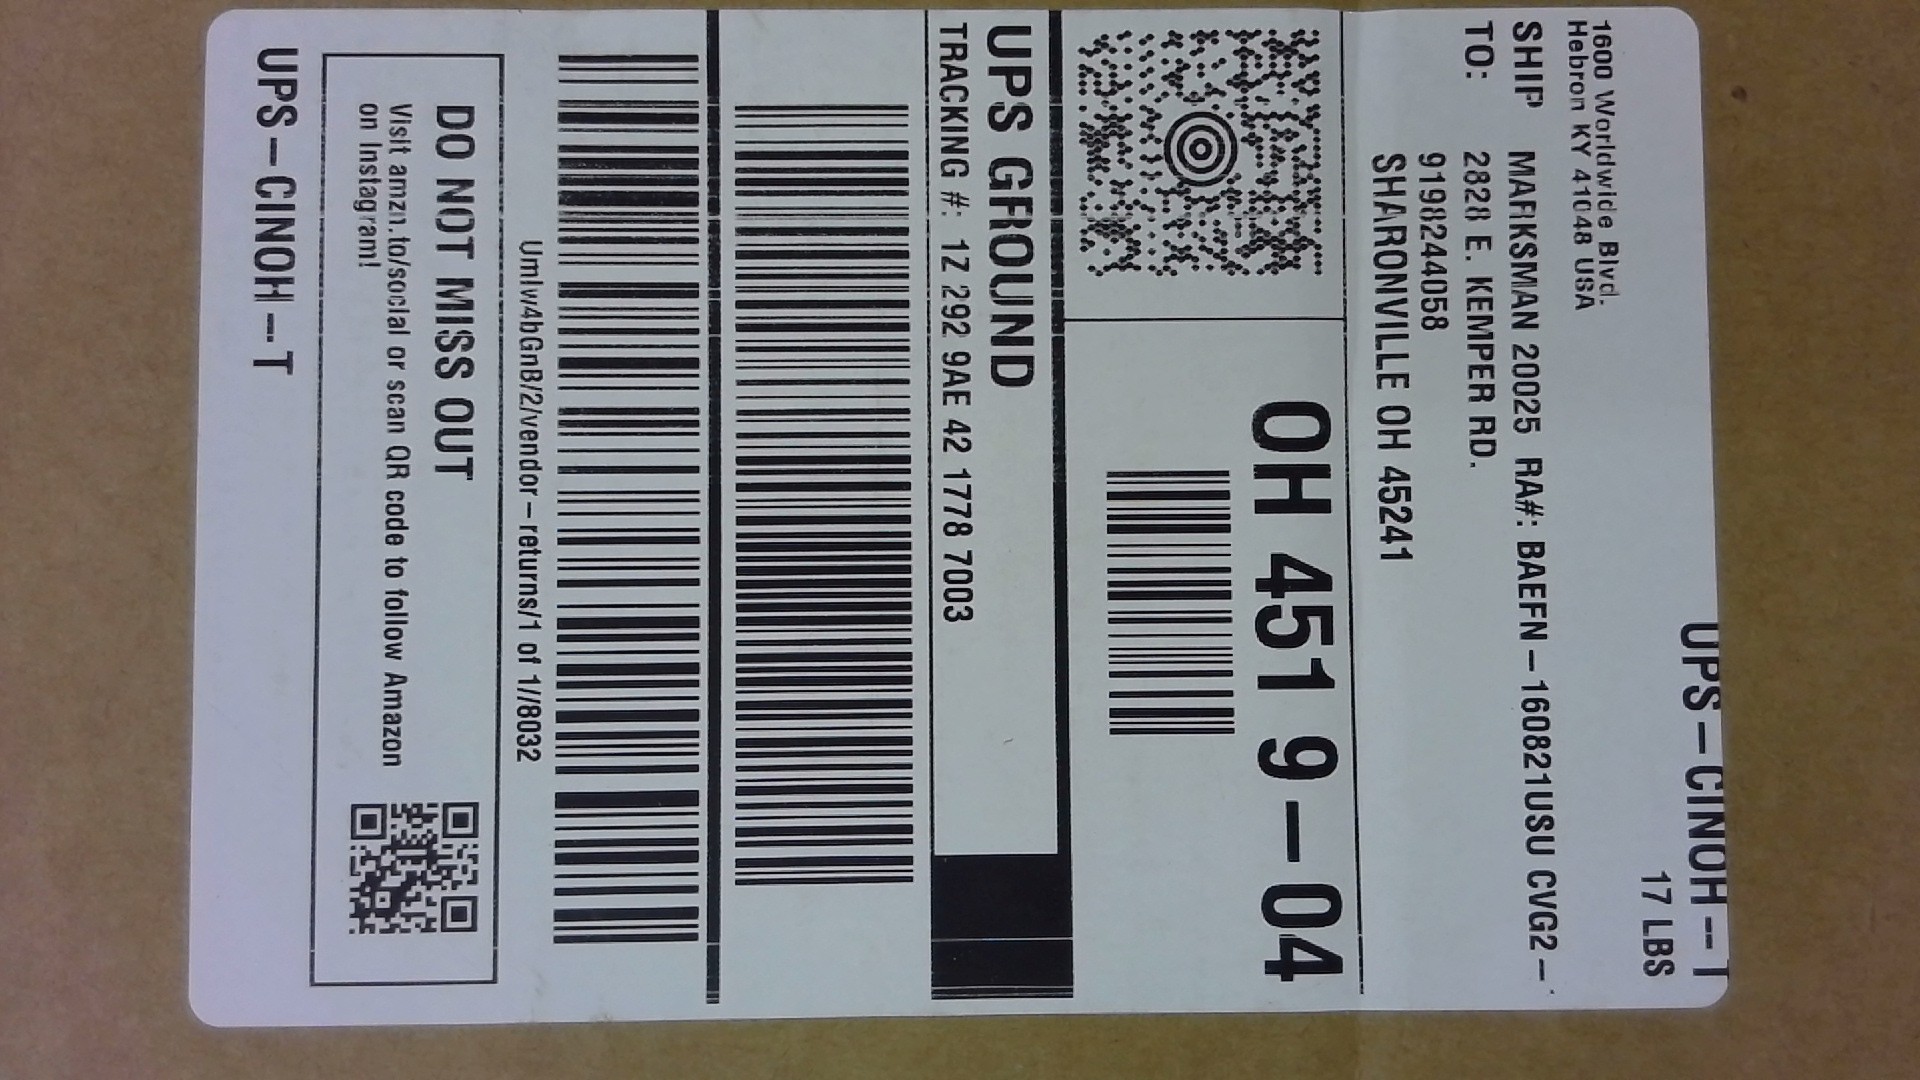 UPS-CINOH--T
17 LBS
1600 Worldwide Blvd.
Hebron KY 41048 USA
SHIP
TO:
MARKSMAN 20025 RA#: BAEFN-160821USU CVG2-
2828 E. KEMPER RD.
9198244058
SHARONVILLE OH 45241
OH 451 9-04
UPS GROUND
TRACKING #: 1Z 292 9AE 42 1778 7003
Umlw4bGnB/2/vendor-returns/1 of 1//8032
DO NOT MISS OUT
Visit amzn.to/social or scan QR code to follow Amazon
on Instagram!
UPS-CINOH--T